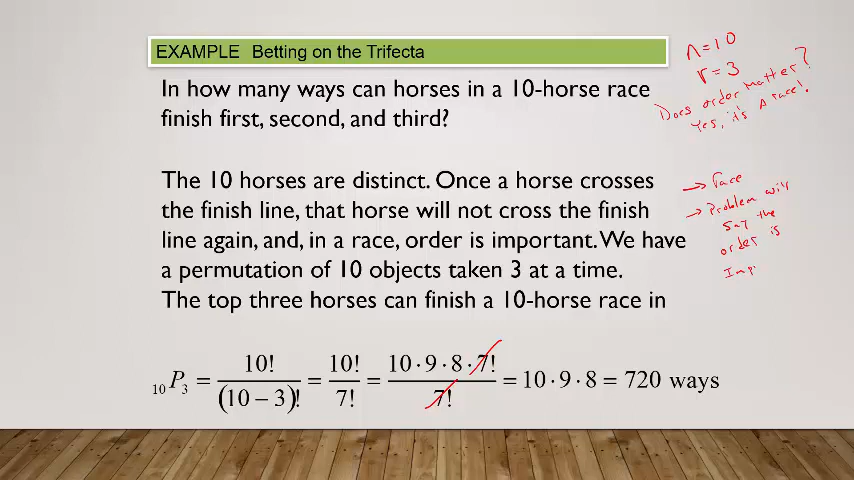 EXAMPLE Betting on the Trifecta
In how many ways can horses in a 10-horse race
finish first, second, and third?
The 10 horses are distinct. Once a horse crosses
the finish line, that horse will not cross the finish
line again, and, in a race, order is important. We have
a permutation of 10 objects taken 3 at a time.
The top three horses can finish a 10-horse race in
₁₀P₃ = 10!/(10 − 3)! = 10!/7! = 10 · 9 · 8 · 7!/7! = 10 · 9 · 8 = 720 ways
n=10
r=3
Does order matter?
Yes, it's a race!
→ race
→ Problem will
say the
order is
Imp